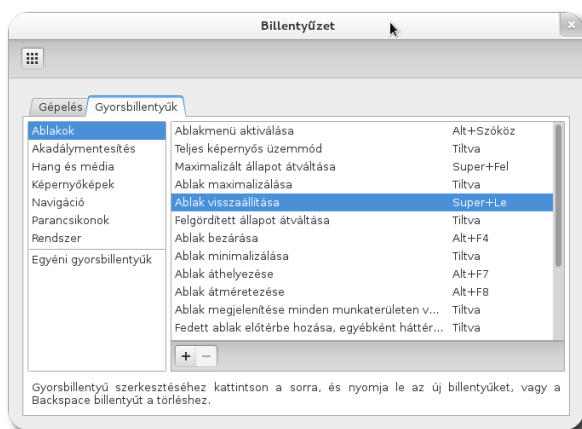 Billentyűzet
Gépelés Gyorsbillentyűk
Ablakok
Akadálymentesítés
Hang és média
Képernyőképek
Navigáció
Parancsikonok
Rendszer
Egyéni gyorsbillentyűk
Ablakmenü aktiválása Alt+Szóköz
Teljes képernyős üzemmód Tiltva
Maximalizált állapot átváltása Super+Fel
Ablak maximalizálása Tiltva
Ablak visszaállítása Super+Le
Felgördített állapot átváltása Tiltva
Ablak bezárása Alt+F4
Ablak minimalizálása Tiltva
Ablak áthelyezése Alt+F7
Ablak átméretezése Alt+F8
Ablak megjelenítése minden munkaterületen v... Tiltva
Fedett ablak előtérbe hozása, egyébként háttér... Tiltva
Gyorsbillentyű szerkesztéséhez kattintson a sorra, és nyomja le az új billentyűket, vagy a
Backspace billentyűt a törléshez.